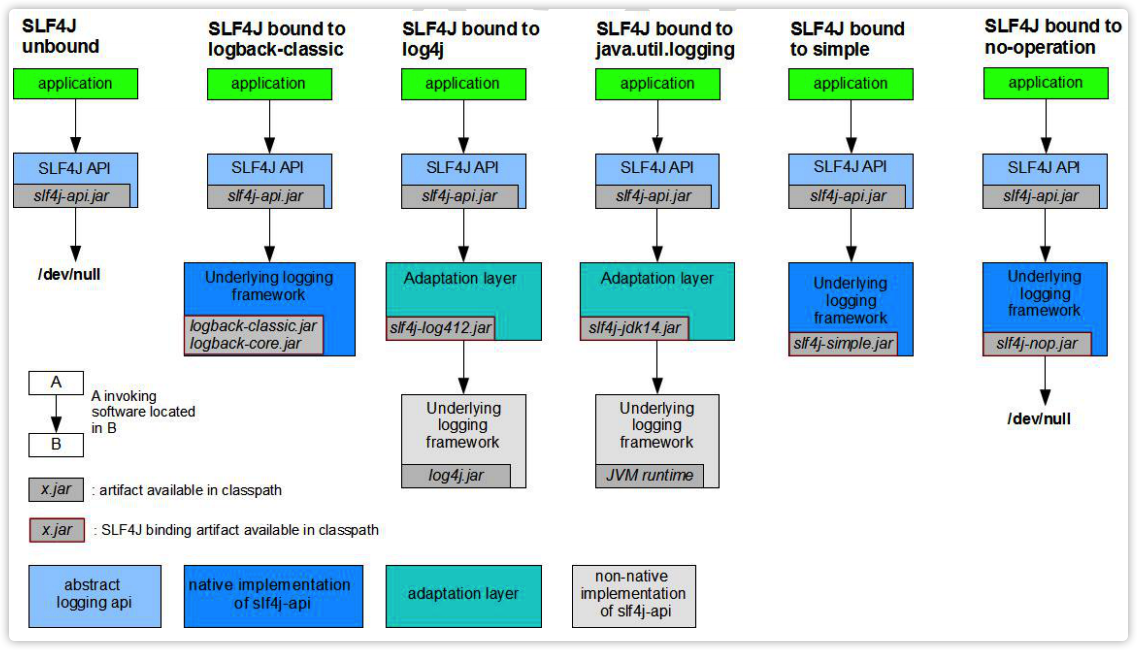 SLF4J
unbound
application
SLF4J API
slf4j-api.jar
/dev/null
SLF4J bound to
logback-classic
application
SLF4J API
slf4j-api.jar
Underlying logging
framework
logback-classic.jar
logback-core.jar
SLF4J bound to
log4j
application
SLF4J API
slf4j-api.jar
Adaptation layer
slf4j-log412.jar
Underlying
logging
framework
log4j.jar
SLF4J bound to
java.util.logging
application
SLF4J API
slf4j-api.jar
Adaptation layer
slf4j-jdk14.jar
Underlying
logging
framework
JVM runtime
SLF4J bound
to simple
application
SLF4J API
slf4j-api.jar
Underlying
logging
framework
slf4j-simple.jar
SLF4J bound to
no-operation
application
SLF4J API
slf4j-api.jar
Underlying
logging
framework
slf4j-nop.jar
/dev/null
A
B
A invoking
software located
in B
x.jar : artifact available in classpath
x.jar : SLF4J binding artifact available in classpath
abstract
logging api
native implementation
of slf4j-api
adaptation layer
non-native
implementation
of slf4j-api